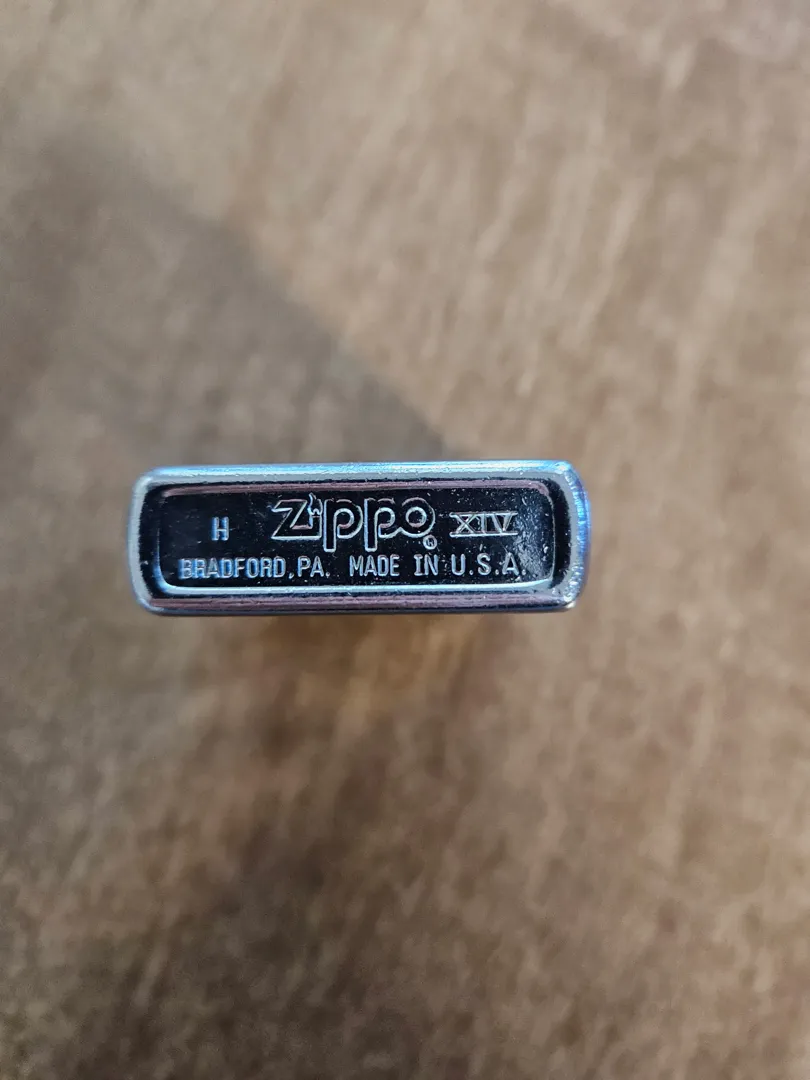 H Zippo® XIV
BRADFORD, PA. MADE IN U.S.A.